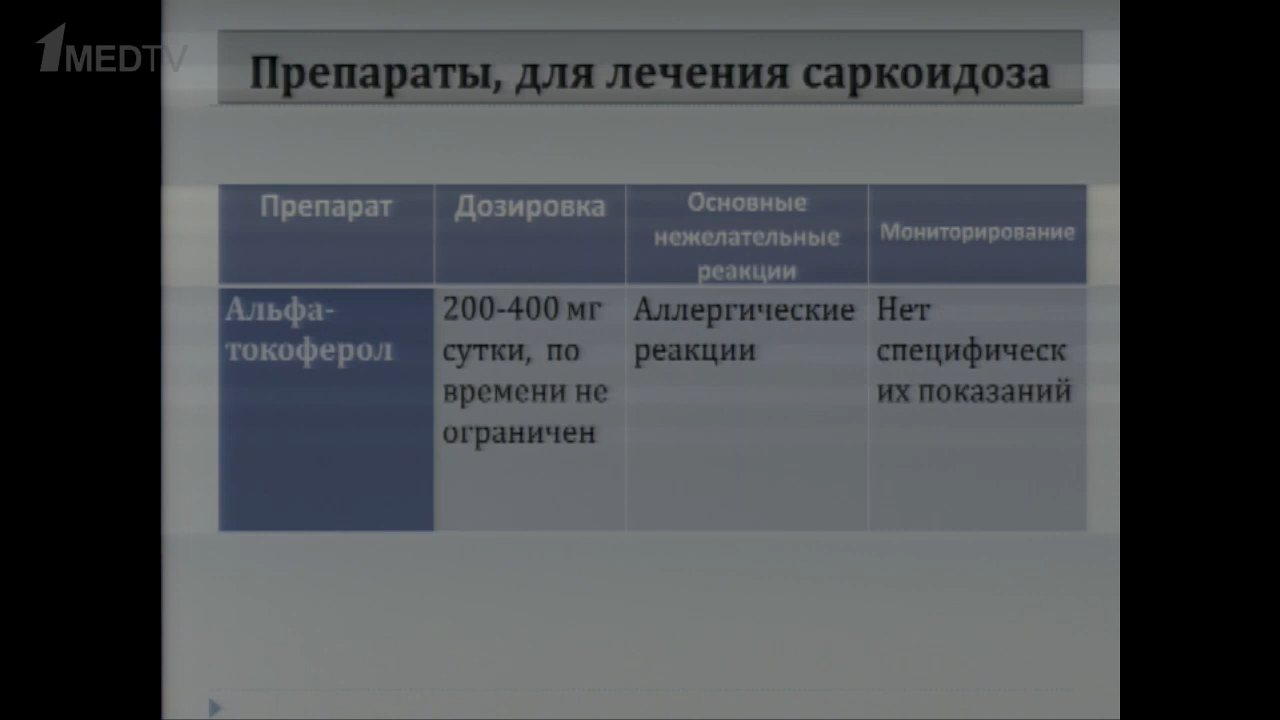 1MEDTV
Препараты, для лечения саркоидоза
Препарат
Дозировка
Основные
нежелательные
реакции
Мониторирование
Альфа-
токоферол
200-400 мг
сутки, по
времени не
ограничен
Аллергические
реакции
Нет
специфическ
их показаний